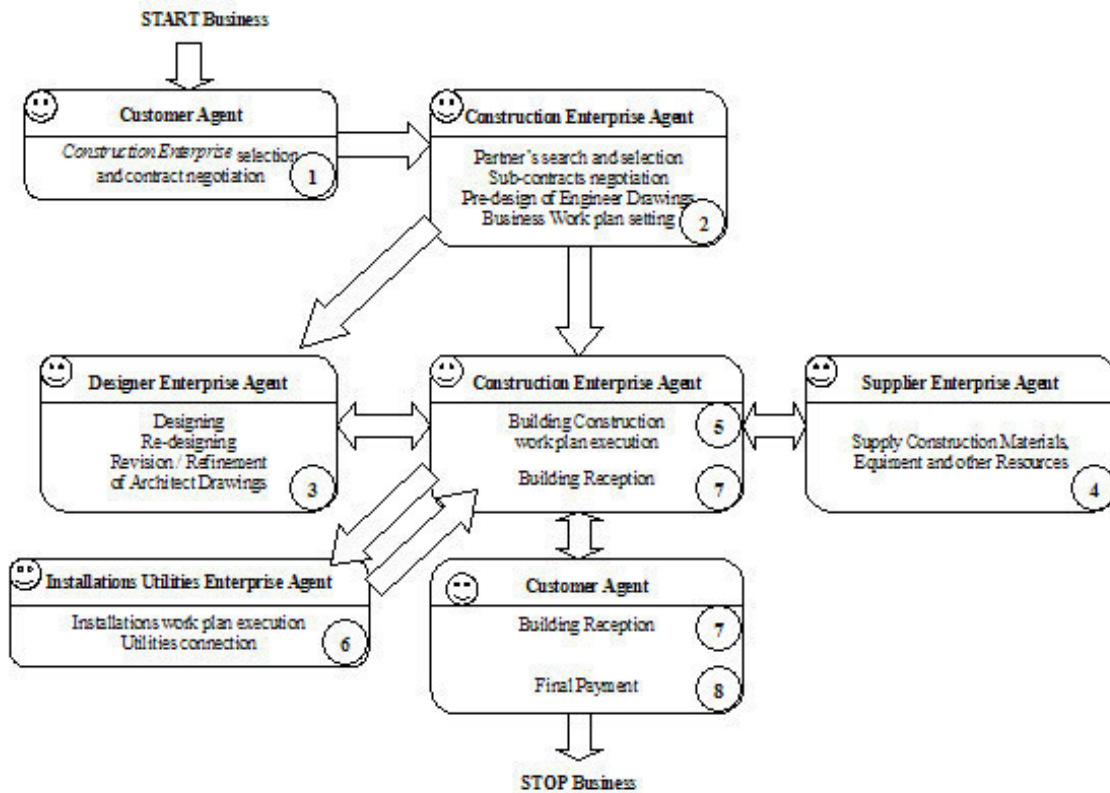 START Business
Customer Agent
Construction Enterprise selection
and contract negotiation
1
Construction Enterprise Agent
Partner's search and selection
Sub-contracts negotiation
Pre-design of Engineer Drawings
Business Work plan setting
2
Designer Enterprise Agent
Designing
Re-designing
Revision / Refinement
of Architect Drawings
3
Construction Enterprise Agent
Building Construction
work plan execution
5
Building Reception
7
Supplier Enterprise Agent
Supply Construction Materials,
Equiment and other Resources
4
Installations Utilities Enterprise Agent
Installations work plan execution
Utilities connection
6
Customer Agent
Building Reception
7
Final Payment
8
STOP Business